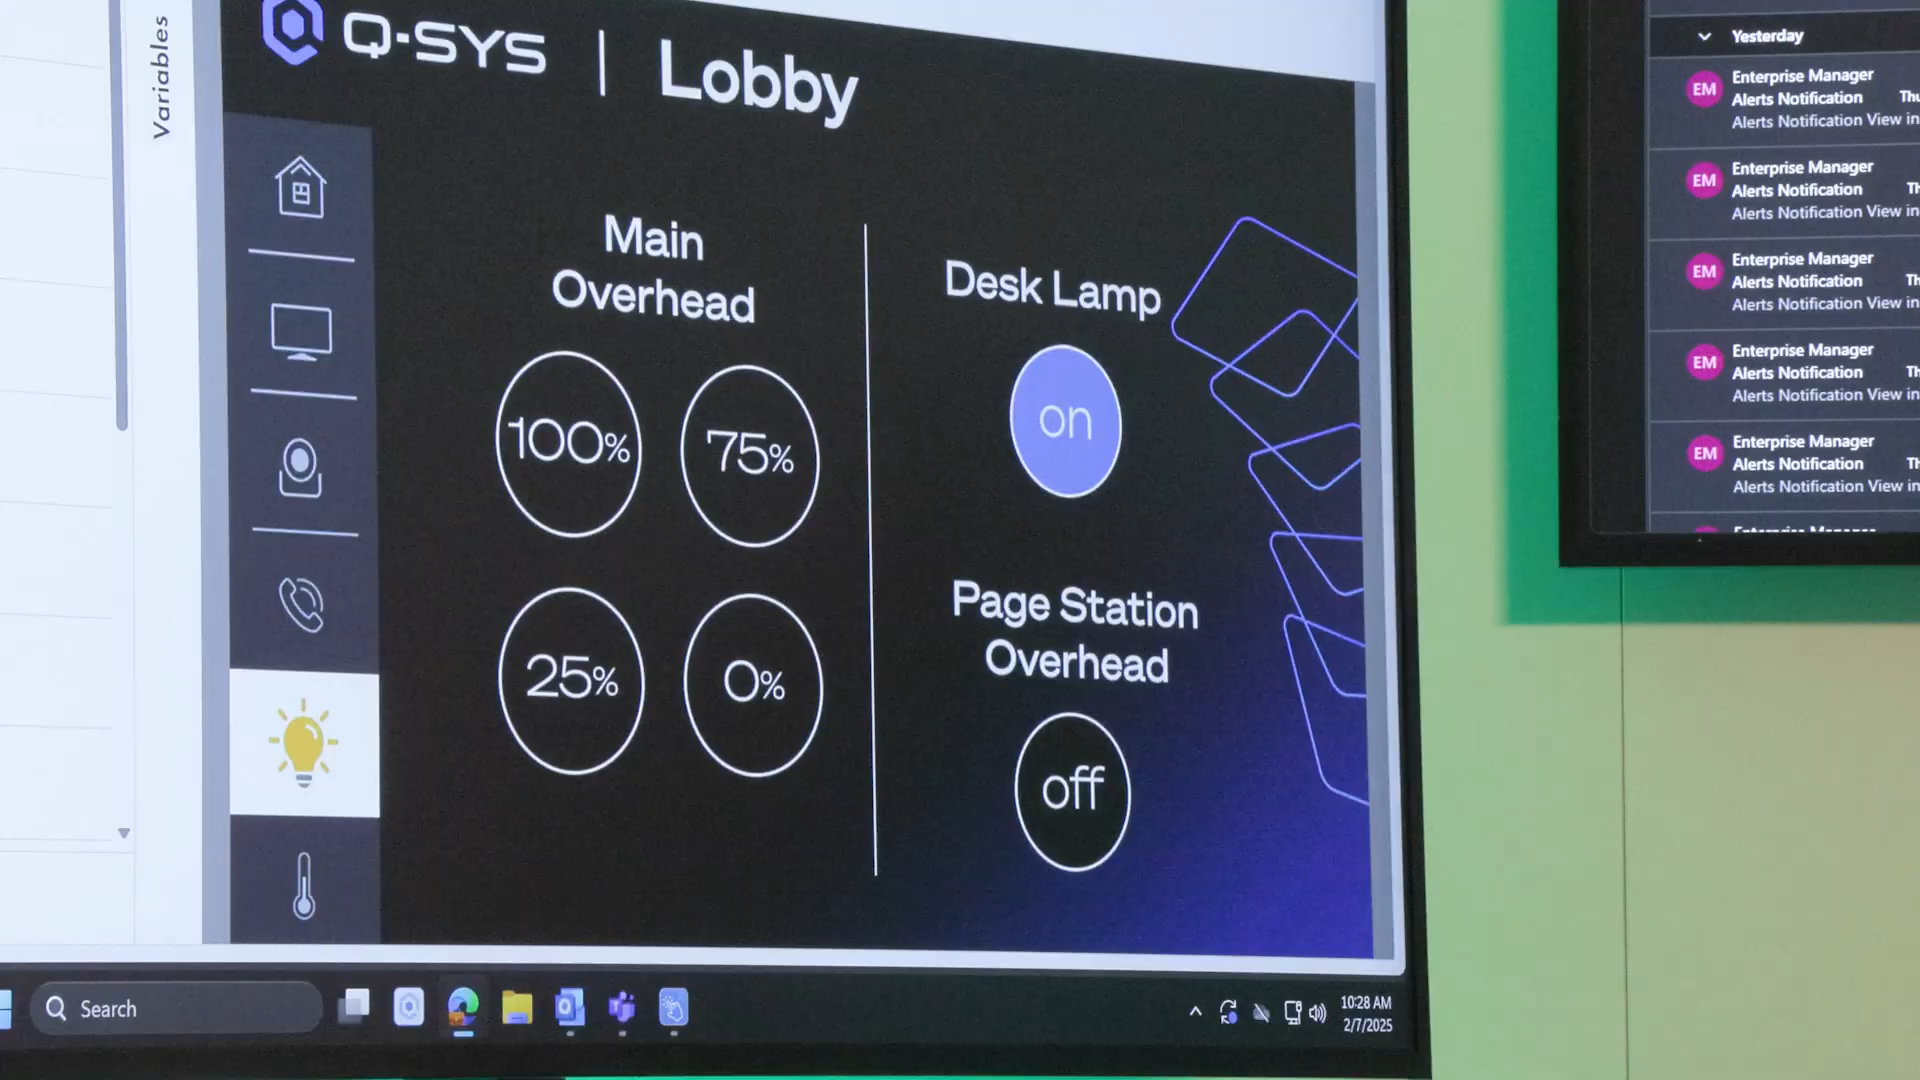 Variables
Q-SYS | Lobby
Main
Overhead
100%
75%
25%
0%
Desk Lamp
on
Page Station
Overhead
off
Search
10:28 AM
2/7/2025
Yesterday
EM
Enterprise Manager
Alerts Notification
Alerts Notification View in
EM
Enterprise Manager
Alerts Notification
Alerts Notification View in
EM
Enterprise Manager
Alerts Notification
Alerts Notification View in
EM
Enterprise Manager
Alerts Notification
Alerts Notification View in
EM
Enterprise Manager
Alerts Notification
Alerts Notification View in